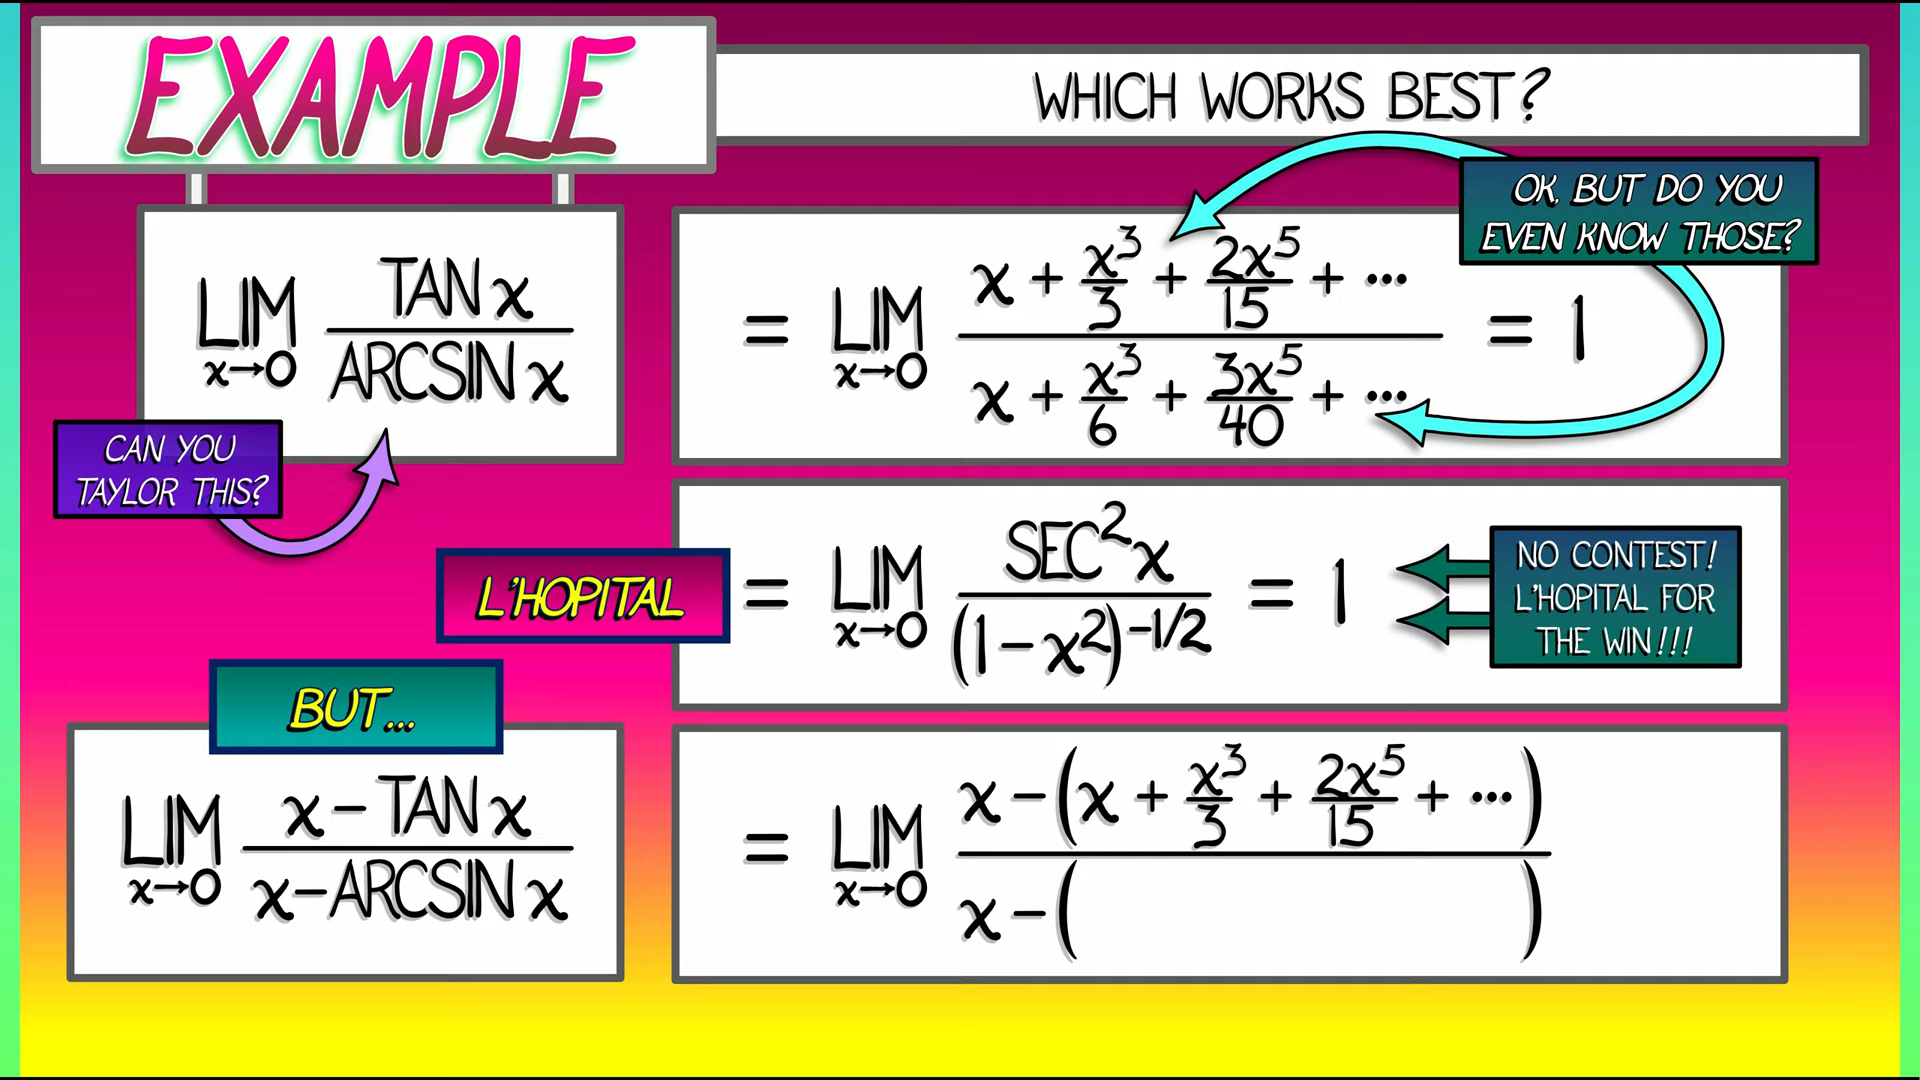 EXAMPLE
WHICH WORKS BEST?
LIM x→0 TAN x / ARCSIN x
CAN YOU
TAYLOR THIS?
= LIM x→0 (x + x³/3 + 2x⁵/15 + ⋯) / (x + x³/6 + 3x⁵/40 + ⋯) = 1
OK, BUT DO YOU
EVEN KNOW THOSE?
L'HOPITAL
= LIM x→0 SEC²x / (1-x²)^(-1/2) = 1
NO CONTEST!
L'HOPITAL FOR
THE WIN!!!
BUT...
LIM x→0 (x - TAN x) / (x - ARCSIN x)
= LIM x→0 (x - (x + x³/3 + 2x⁵/15 + ⋯)) / (x - ( ))